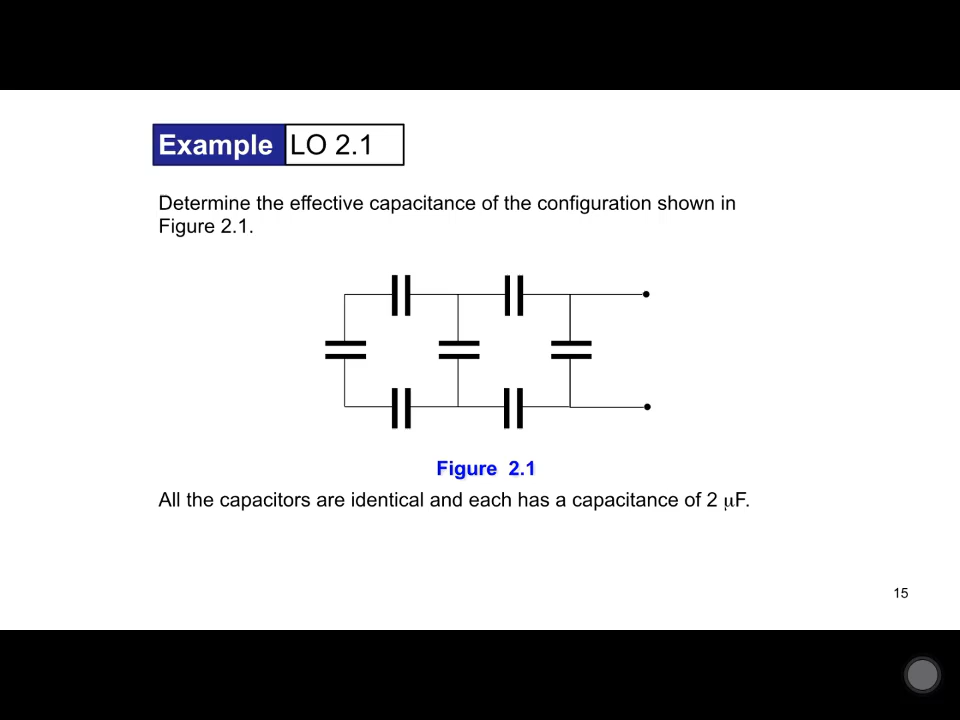 Example LO 2.1
Determine the effective capacitance of the configuration shown in
Figure 2.1.
Figure 2.1
All the capacitors are identical and each has a capacitance of 2 μF.
15